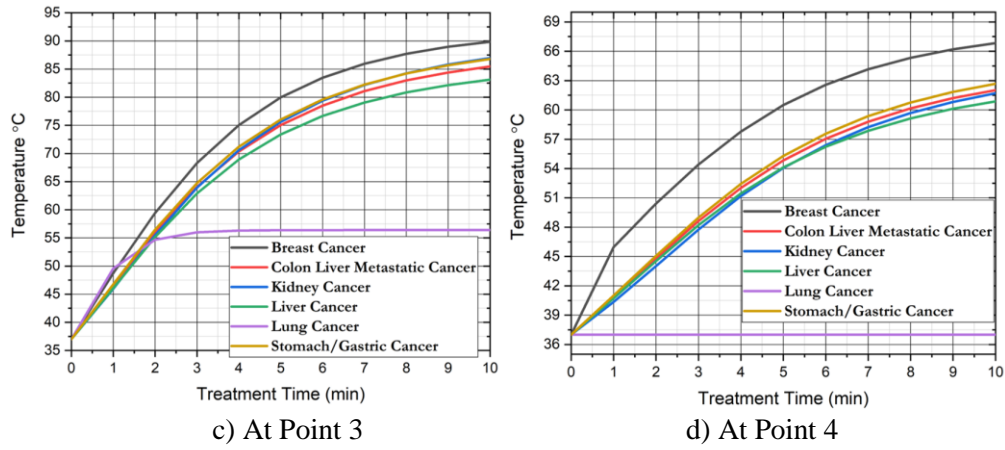 95
90
85
80
75
70
65
60
55
50
45
40
35
Temperature °C
Breast Cancer
Colon Liver Metastatic Cancer
Kidney Cancer
Liver Cancer
Lung Cancer
Stomach/Gastric Cancer
0 1 2 3 4 5 6 7 8 9 10
Treatment Time (min)
c) At Point 3
69
66
63
60
57
54
51
48
45
42
39
36
Temperature °C
Breast Cancer
Colon Liver Metastatic Cancer
Kidney Cancer
Liver Cancer
Lung Cancer
Stomach/Gastric Cancer
0 1 2 3 4 5 6 7 8 9 10
Treatment Time (min)
d) At Point 4